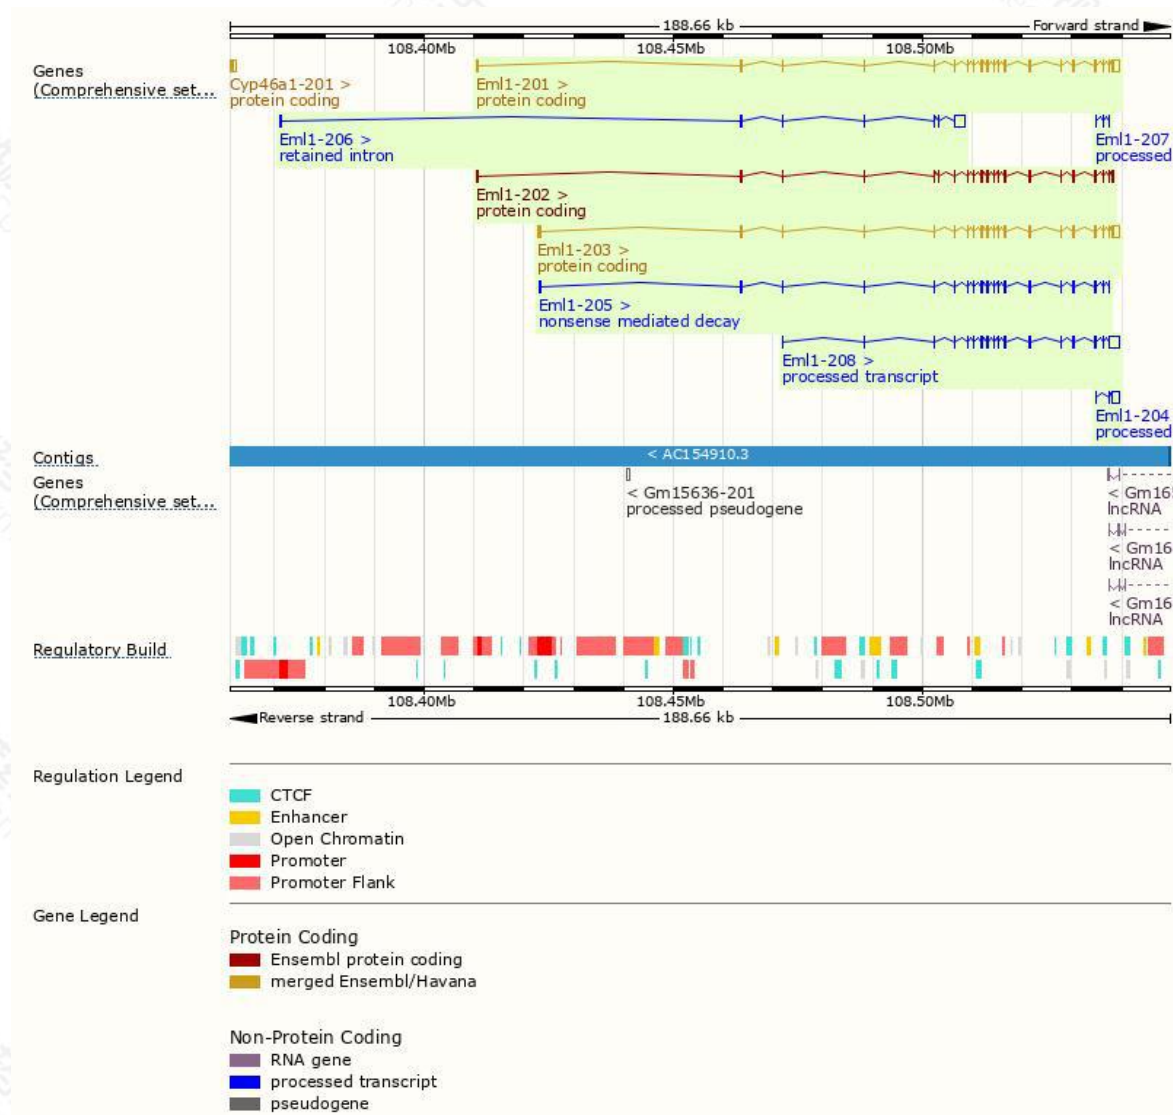 188.66 kb
Forward strand
108.40Mb
108.45Mb
108.50Mb
Genes
(Comprehensive set...
Cyp46a1-201 >
protein coding
Eml1-201 >
protein coding
Eml1-206 >
retained intron
Eml1-207
processed
Eml1-202 >
protein coding
Eml1-203 >
protein coding
Eml1-205 >
nonsense mediated decay
Eml1-208 >
processed transcript
Eml1-204
processed
Contigs
< AC154910.3
Genes
(Comprehensive set...
< Gm15636-201
processed pseudogene
< Gm16
lncRNA
< Gm16
lncRNA
< Gm16
lncRNA
Regulatory Build
108.40Mb
108.45Mb
108.50Mb
Reverse strand
188.66 kb
Regulation Legend
CTCF
Enhancer
Open Chromatin
Promoter
Promoter Flank
Gene Legend
Protein Coding
Ensembl protein coding
merged Ensembl/Havana
Non-Protein Coding
RNA gene
processed transcript
pseudogene